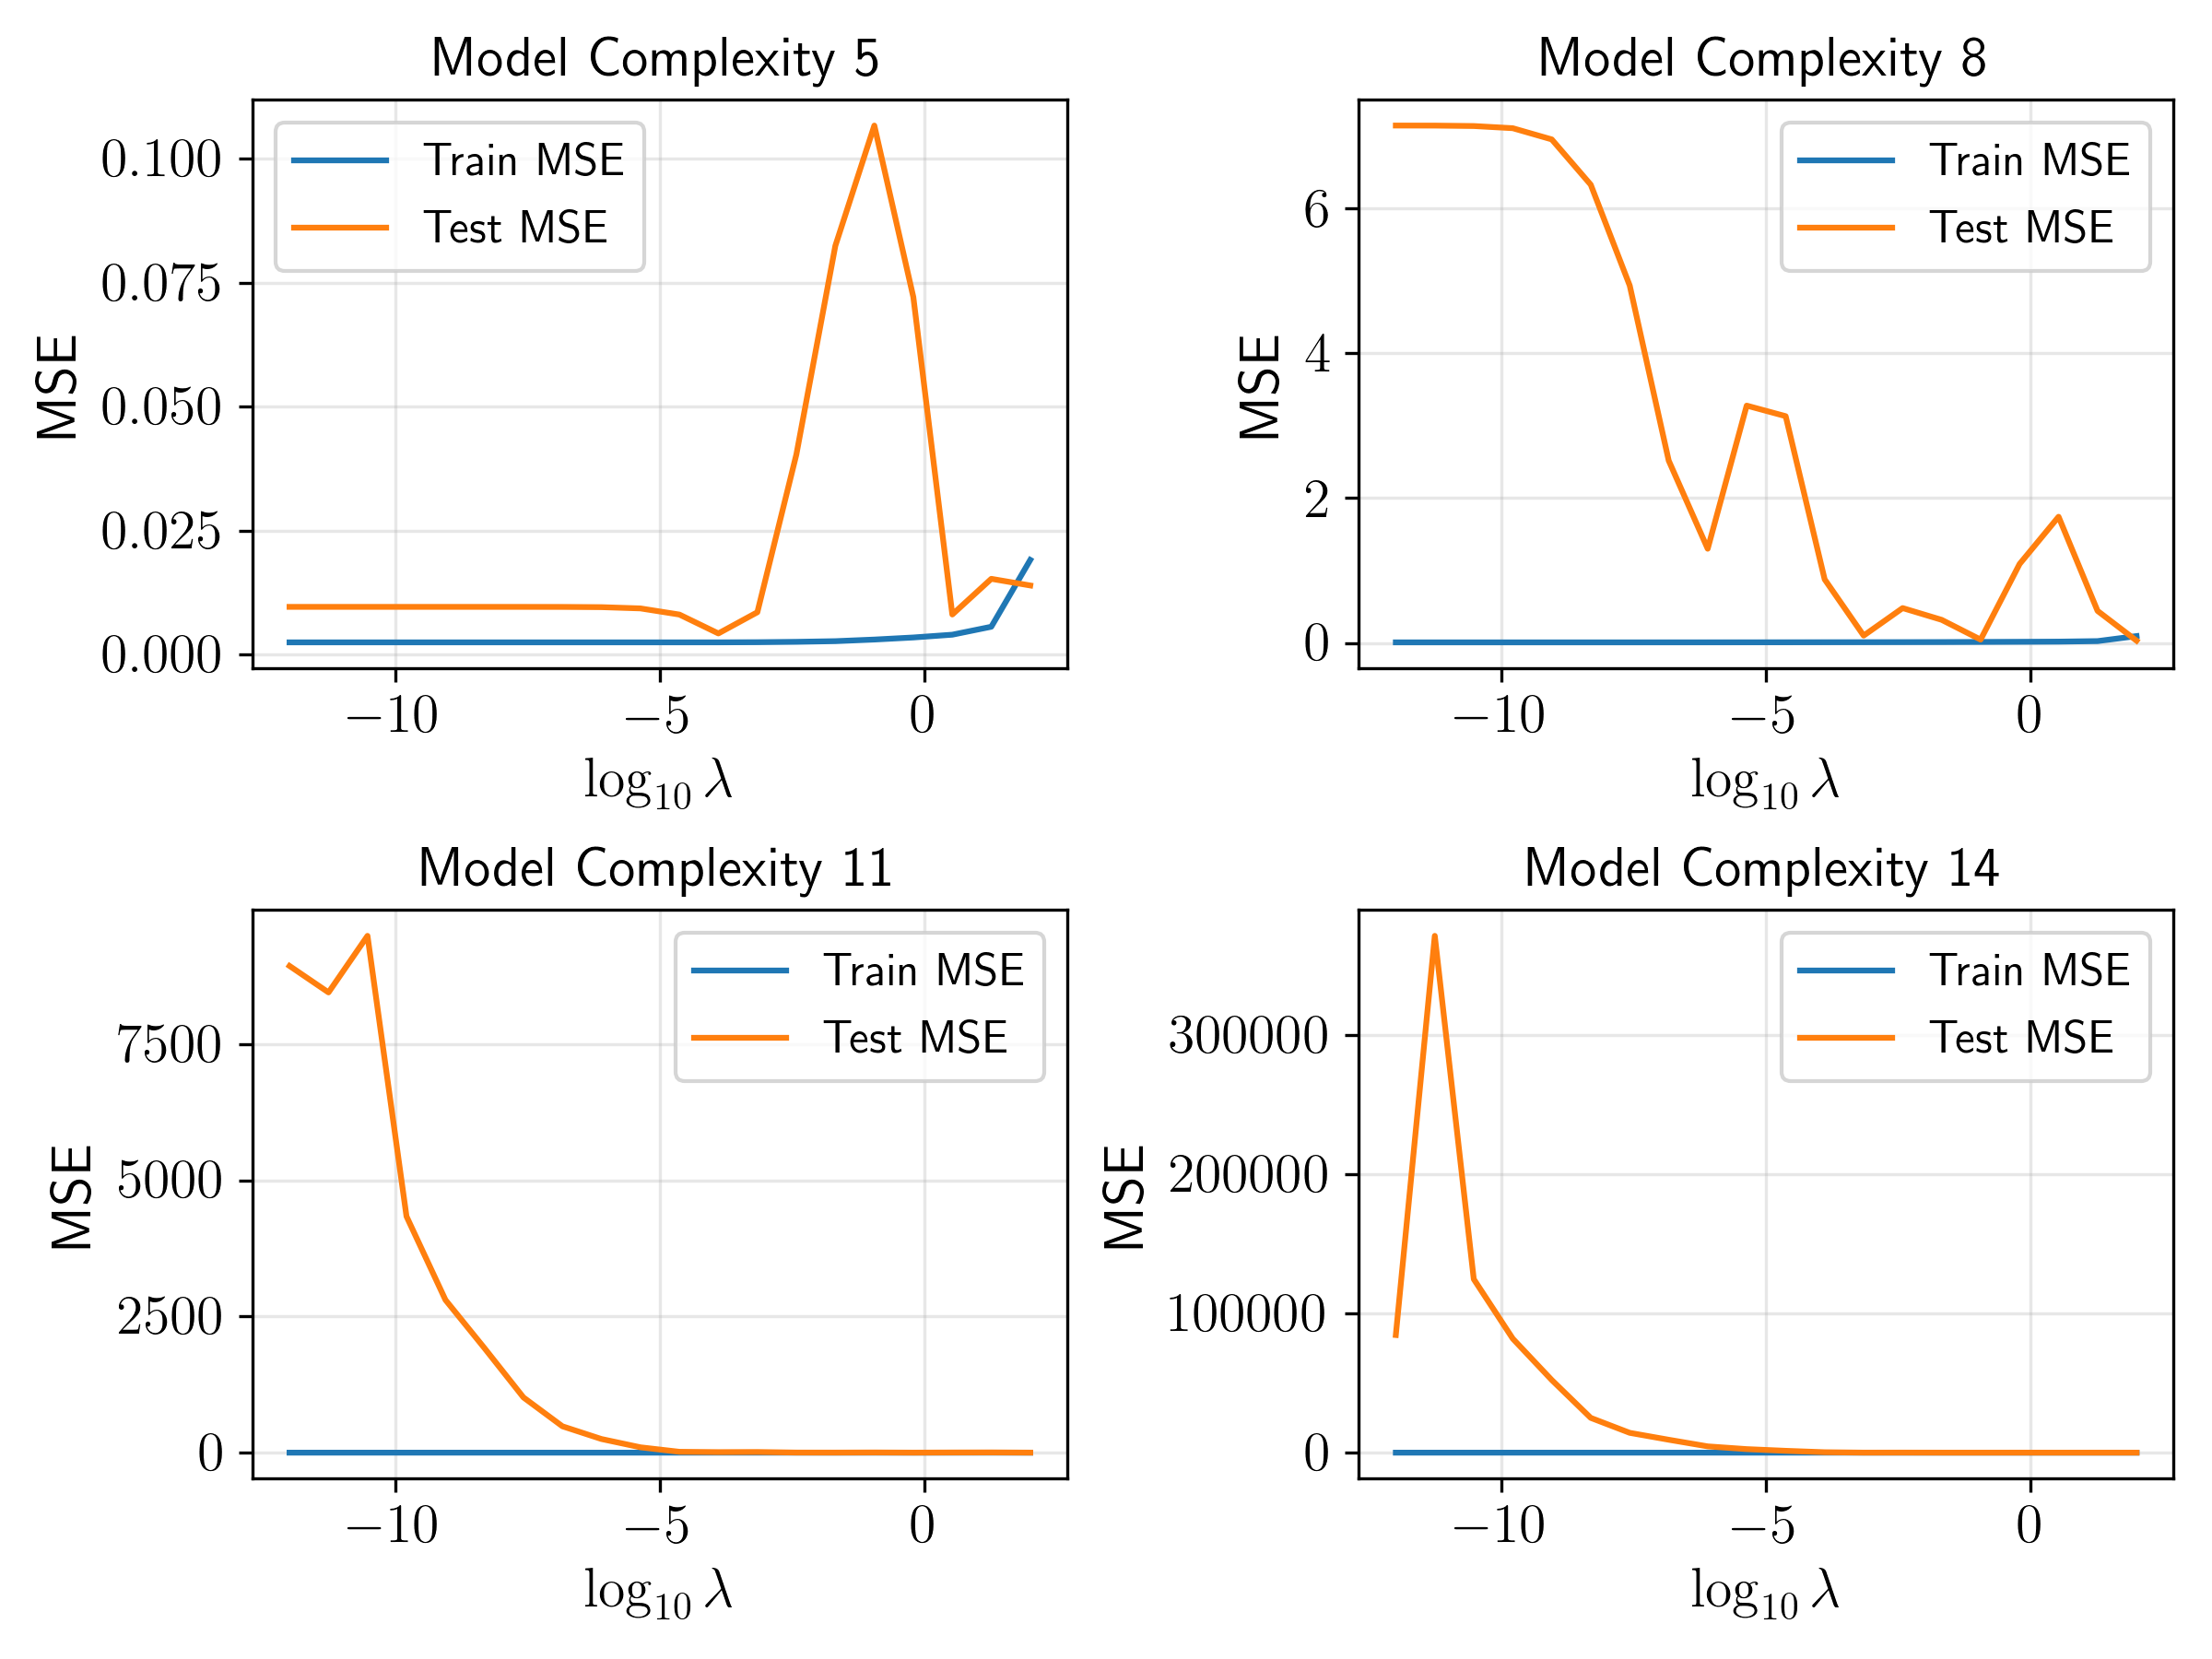 Model Complexity 5
Train MSE
Test MSE
0.100
0.075
0.050
0.025
0.000
MSE
−10 −5 0
log₁₀ λ
Model Complexity 8
Train MSE
Test MSE
6
4
2
0
MSE
−10 −5 0
log₁₀ λ
Model Complexity 11
Train MSE
Test MSE
7500
5000
2500
0
MSE
−10 −5 0
log₁₀ λ
Model Complexity 14
Train MSE
Test MSE
300000
200000
100000
0
MSE
−10 −5 0
log₁₀ λ